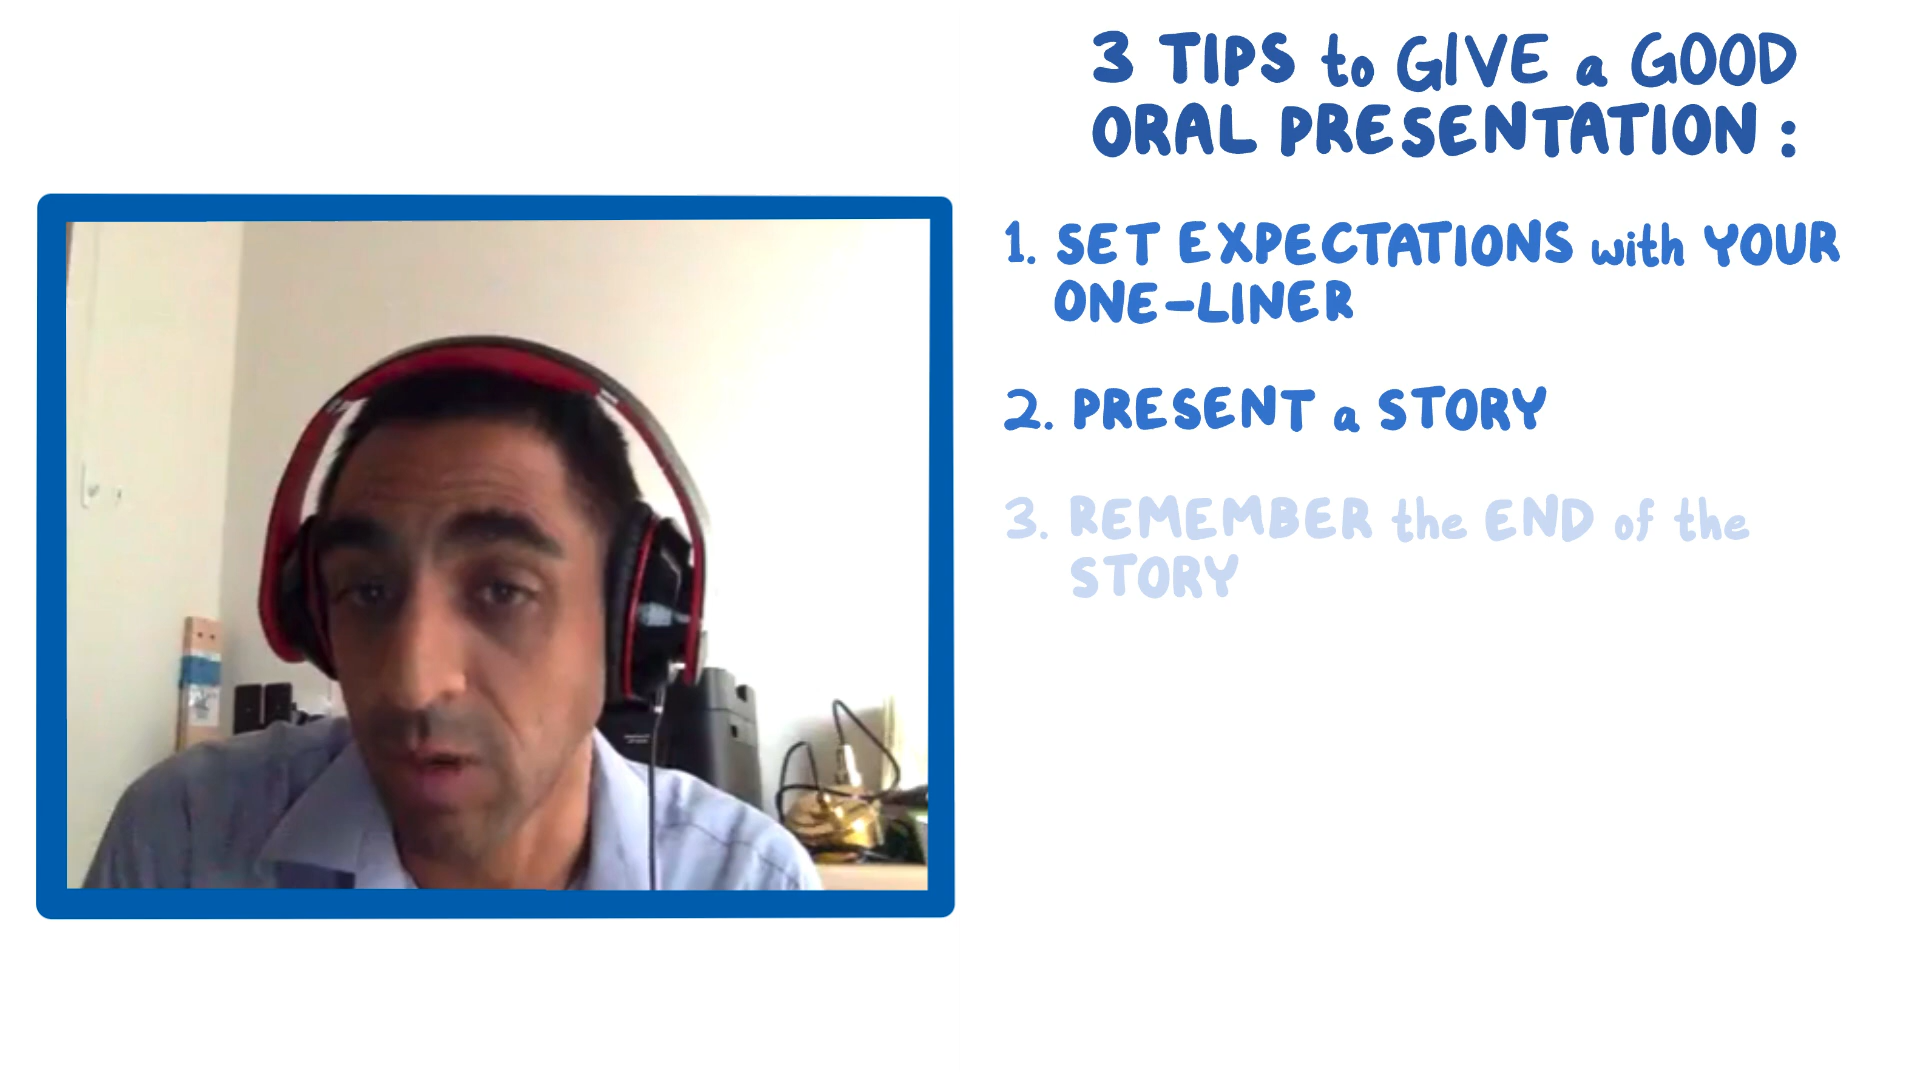 3 TIPS to GIVE a GOOD
ORAL PRESENTATION :
1. SET EXPECTATIONS with YOUR
ONE-LINER
2. PRESENT a STORY
3. REMEMBER the END of the
STORY